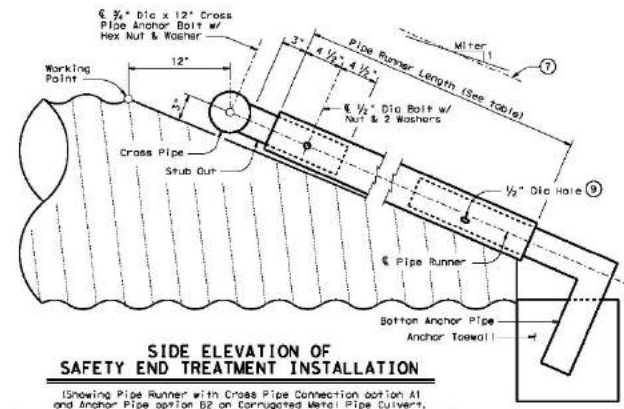 ℄ ¾" Dia x 12" Cross
Pipe Anchor Bolt w/
Hex Nut & Washer
Miter
1
7
Working
Point
12"
3"
4 ½"
4 ½"
Pipe Runner Length (See table)
3"
℄ ½" Dia Bolt w/
Nut & 2 Washers
Cross Pipe
Stub Out
½" Dia Hole 9
℄ Pipe Runner
Bottom Anchor Pipe
Anchor Toewall
SIDE ELEVATION OF
SAFETY END TREATMENT INSTALLATION
(Showing Pipe Runner with Cross Pipe Connection option A1
and Anchor Pipe option B2 on Corrugated Metal Pipe Culvert.